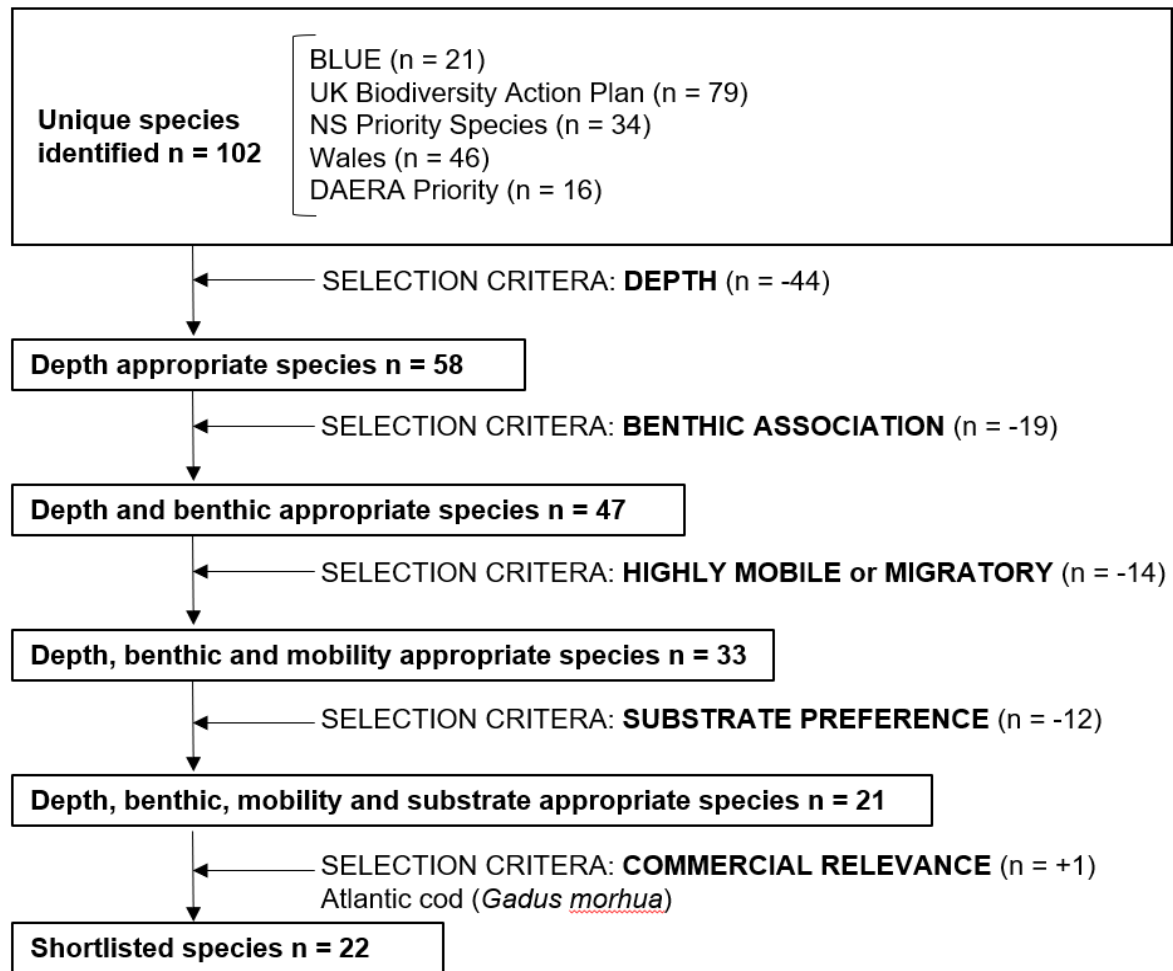 Unique species
identified n = 102
BLUE (n = 21)
UK Biodiversity Action Plan (n = 79)
NS Priority Species (n = 34)
Wales (n = 46)
DAERA Priority (n = 16)
SELECTION CRITERA: DEPTH (n = -44)
Depth appropriate species n = 58
SELECTION CRITERA: BENTHIC ASSOCIATION (n = -19)
Depth and benthic appropriate species n = 47
SELECTION CRITERA: HIGHLY MOBILE or MIGRATORY (n = -14)
Depth, benthic and mobility appropriate species n = 33
SELECTION CRITERA: SUBSTRATE PREFERENCE (n = -12)
Depth, benthic, mobility and substrate appropriate species n = 21
SELECTION CRITERA: COMMERCIAL RELEVANCE (n = +1)
Atlantic cod (Gadus morhua)
Shortlisted species n = 22